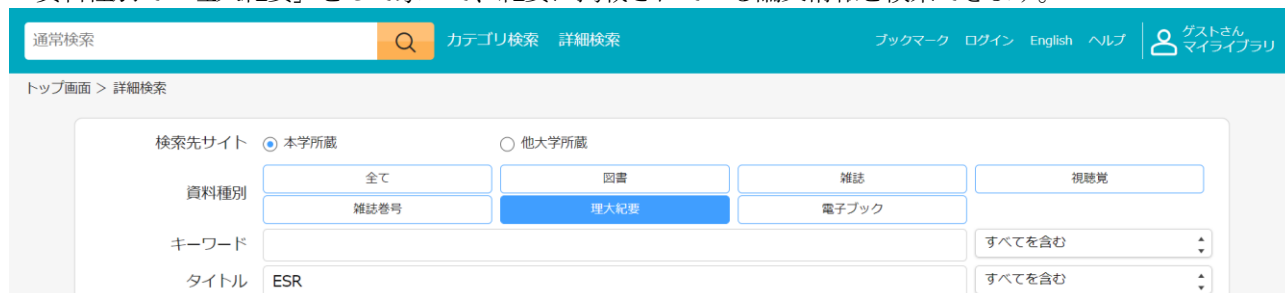 通常検索 カテゴリ検索 詳細検索 ブックマーク ログイン English ヘルプ ゲストさん
マイライブラリ
トップ画面 > 詳細検索
検索先サイト 本学所蔵 他大学所蔵
資料種別 全て 図書 雑誌 視聴覚
雑誌巻号 理大紀要 電子ブック
キーワード すべてを含む
タイトル ESR すべてを含む